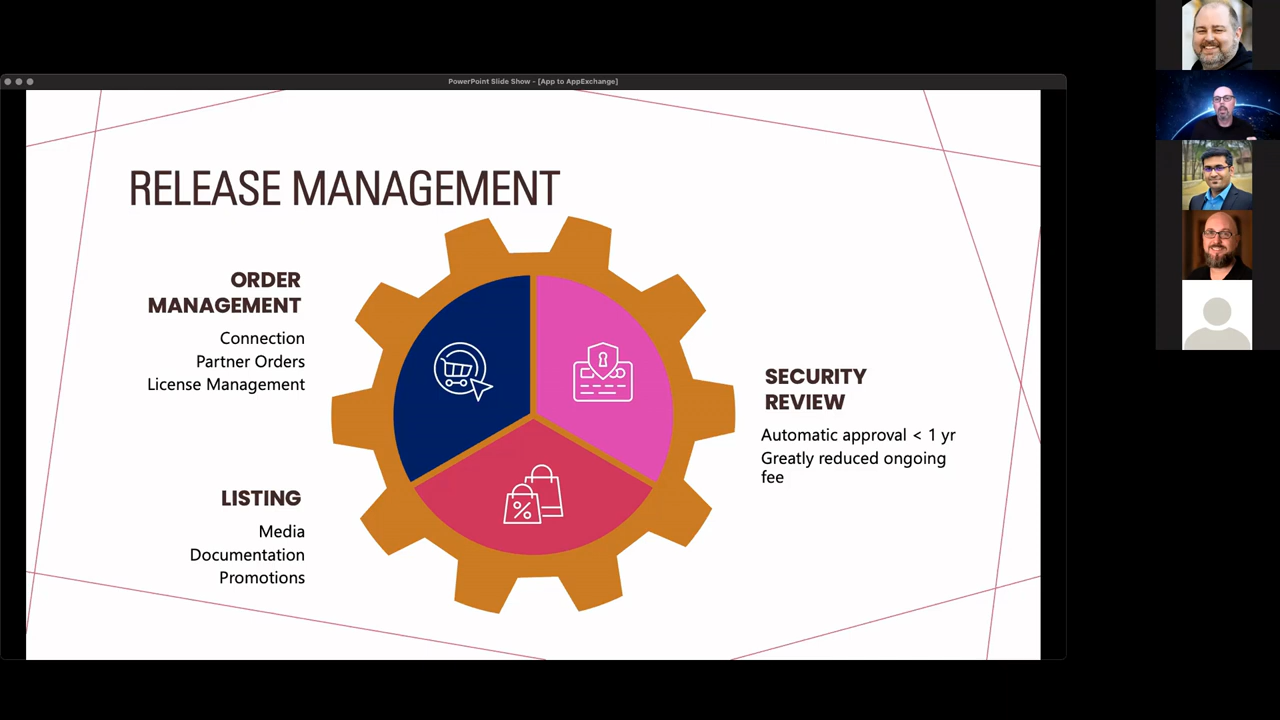 PowerPoint Slide Show - [App to AppExchange]
RELEASE MANAGEMENT
ORDER
MANAGEMENT
Connection
Partner Orders
License Management
LISTING
Media
Documentation
Promotions
SECURITY
REVIEW
Automatic approval < 1 yr
Greatly reduced ongoing
fee